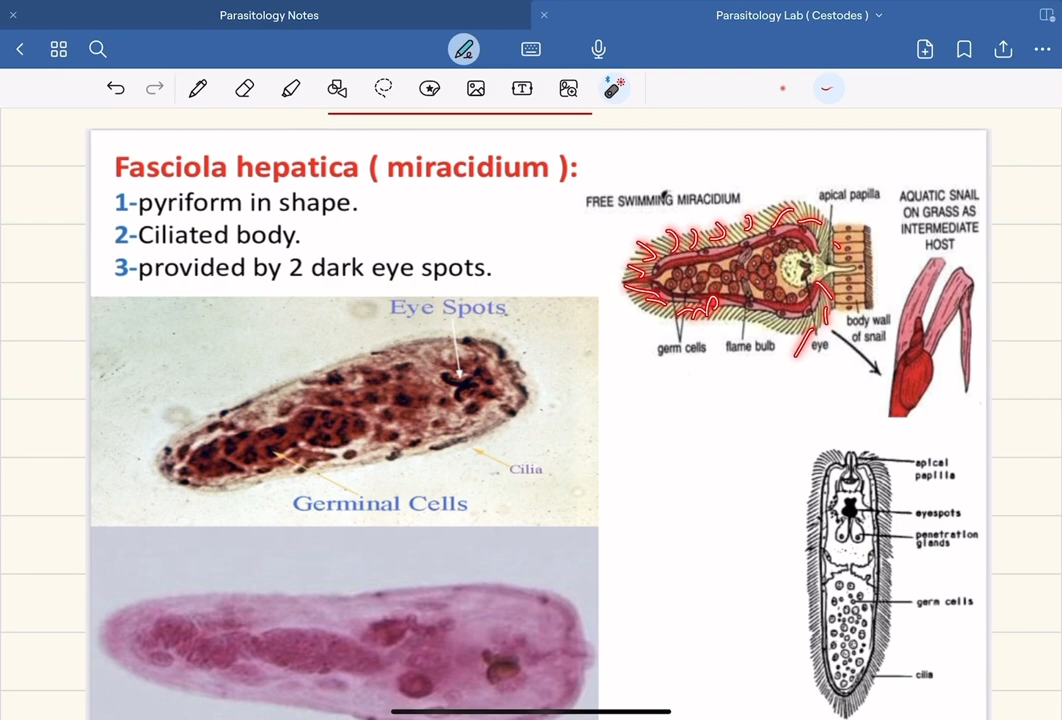 Parasitology Notes
Parasitology Lab ( Cestodes )
Fasciola hepatica ( miracidium ):
1-pyriform in shape.
2-Ciliated body.
3-provided by 2 dark eye spots.
FREE SWIMMING MIRACIDIUM
apical papilla
AQUATIC SNAIL
ON GRASS AS
INTERMEDIATE
HOST
body wall
of snail
germ cells
flame bulb
eye
Eye Spots
Cilia
Germinal Cells
apical
papilla
eyespots
penetration
glands
germ cells
cilia